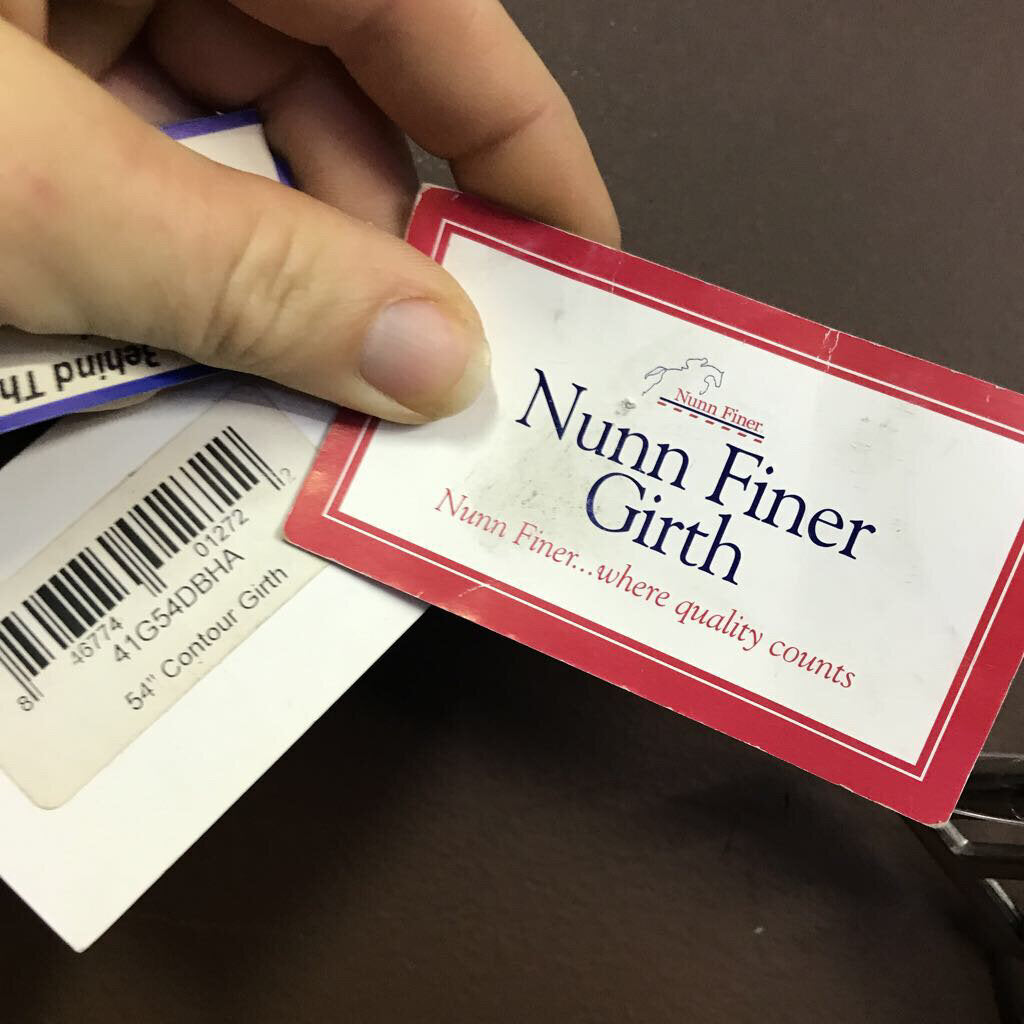 Nunn Finer
Nunn Finer
Girth
Nunn Finer...where quality counts
Behind Th
8 46774 01272 2
41G54DBHA
54" Contour Girth